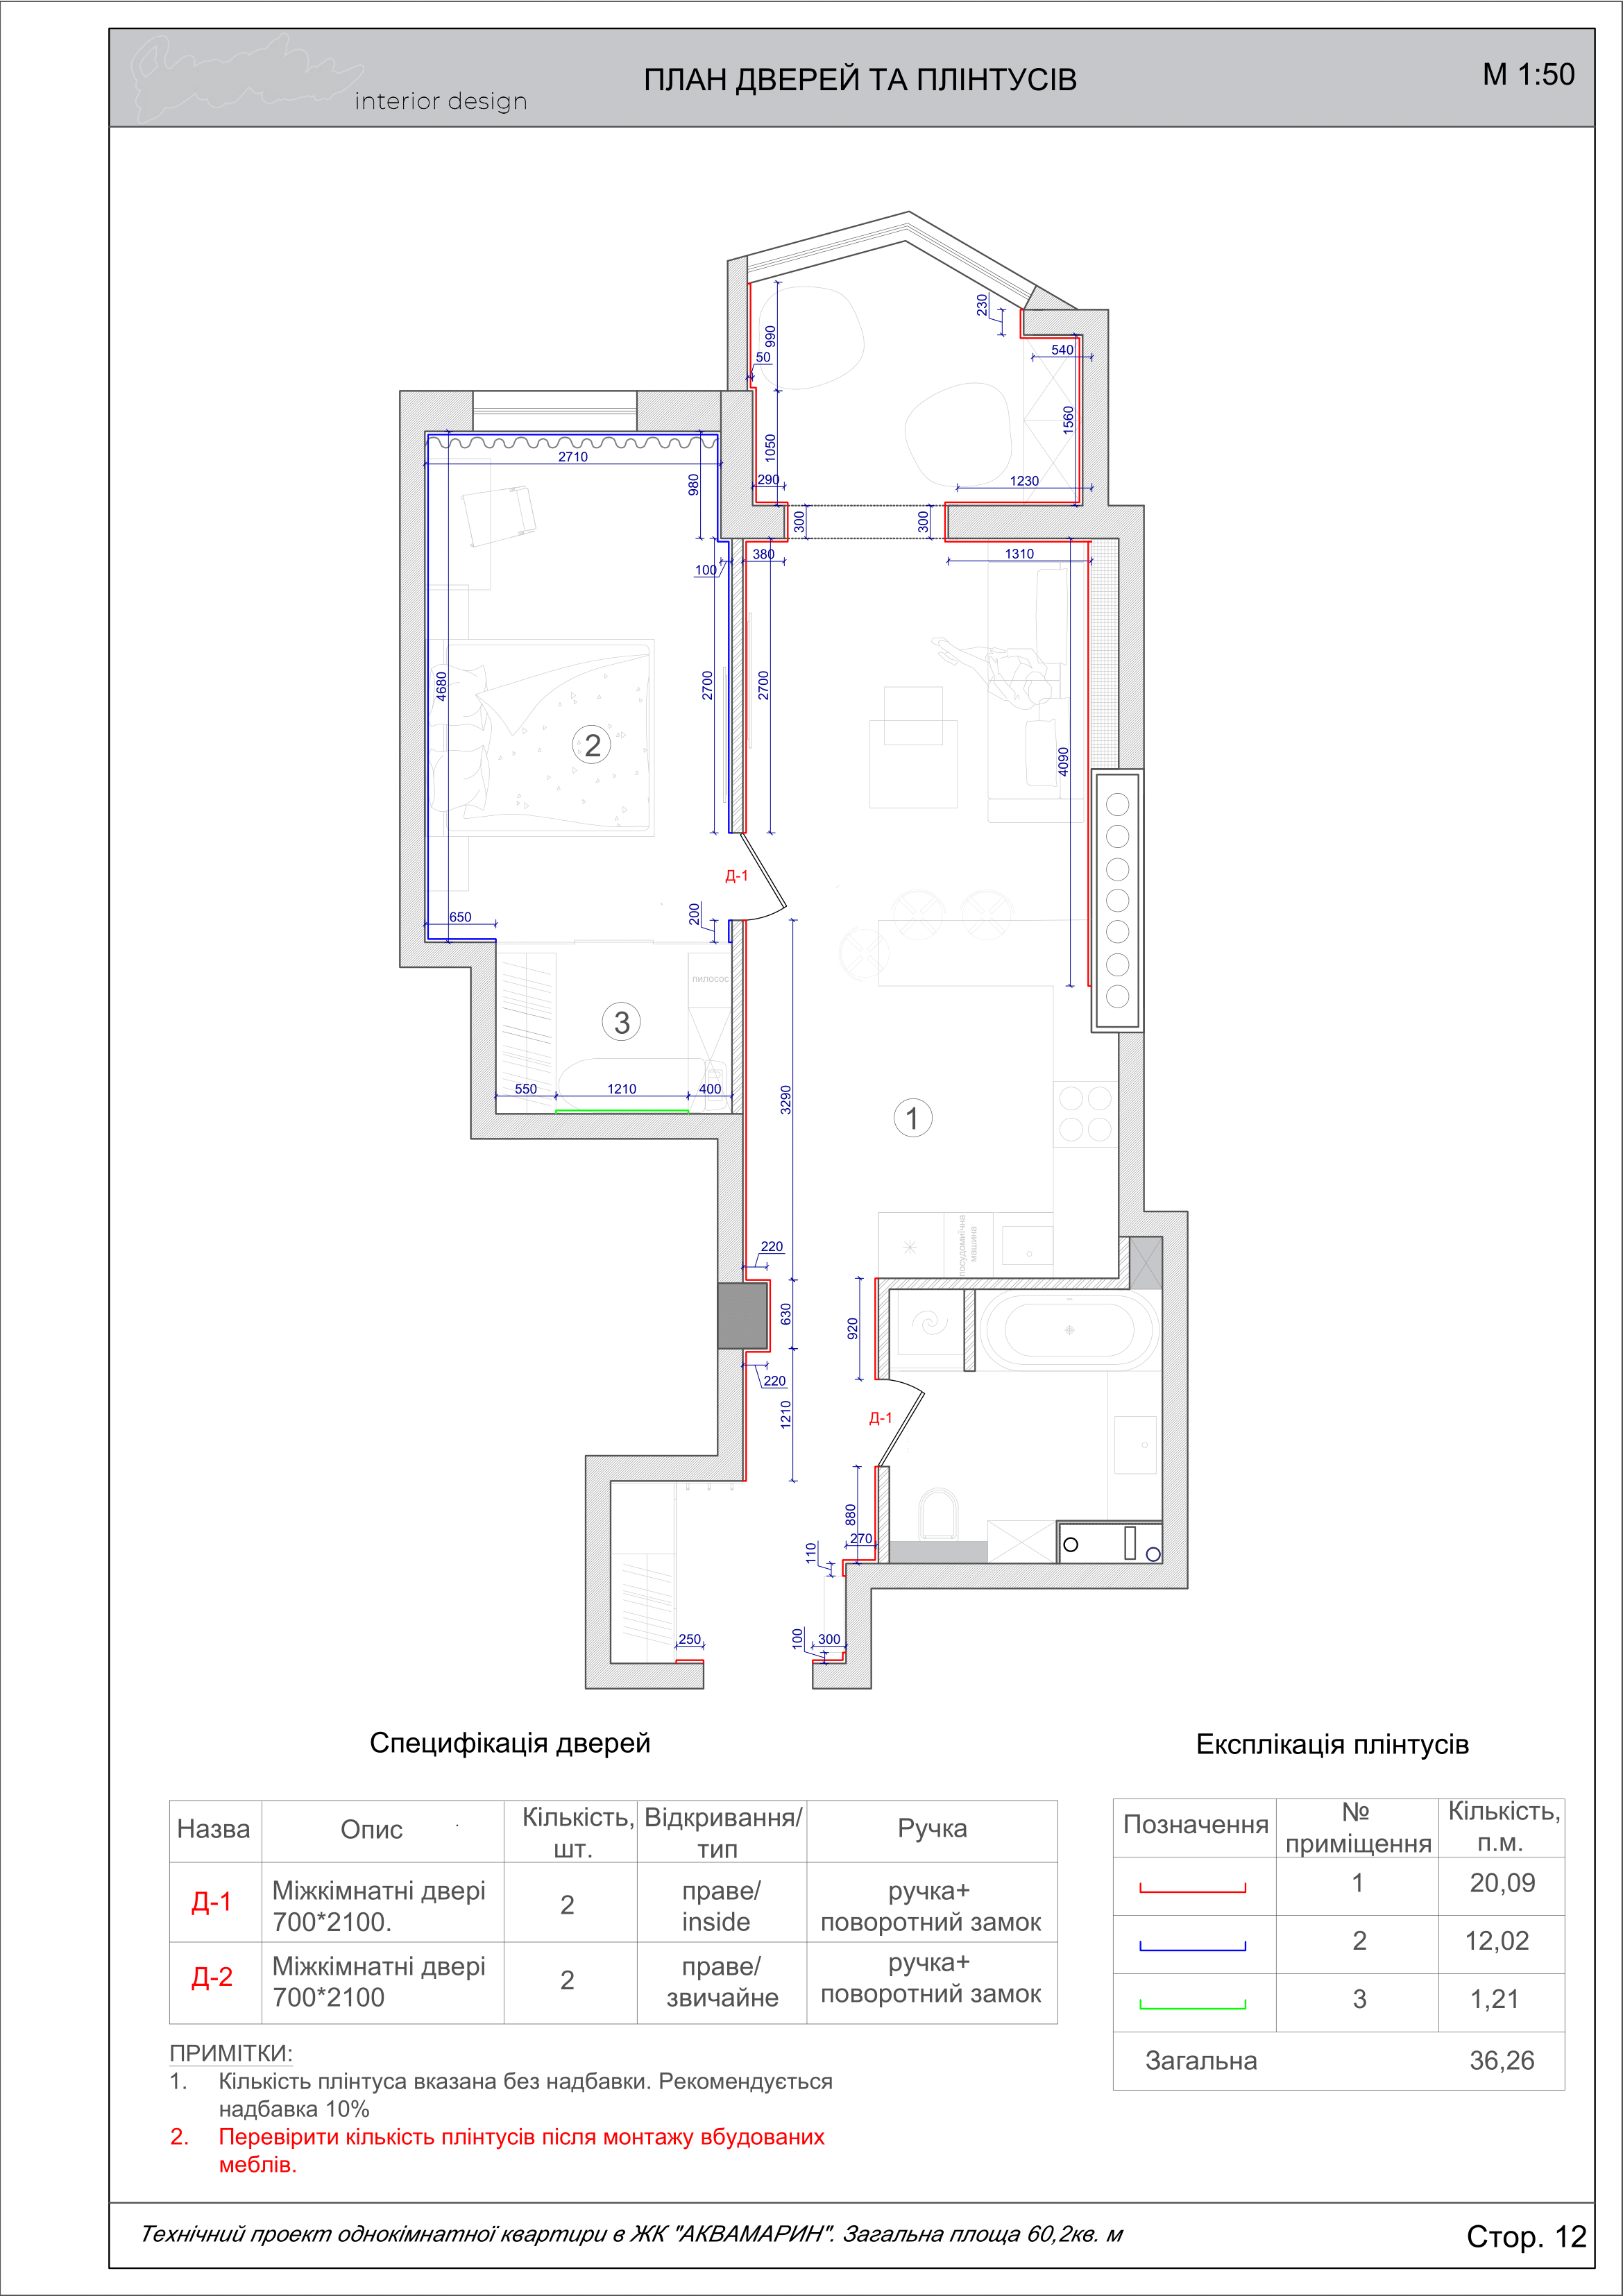 interior design
ПЛАН ДВЕРЕЙ ТА ПЛІНТУСІВ
М 1:50
230
990
50
540
1560
1050
290
1230
2710
980
300
300
380
1310
100
4680
2700
2700
4090
2
Д-1
650
200
пилосос
3
550
1210
400
3290
1
220
посудомийна
машина
630
920
220
1210
Д-1
880
270
110
250
100
300
Специфікація дверей
Назва
Опис
Кількість,
шт.
Відкривання/
тип
Ручка
Д-1
Міжкімнатні двері
700*2100.
2
праве/
inside
ручка+
поворотний замок
Д-2
Міжкімнатні двері
700*2100
2
праве/
звичайне
ручка+
поворотний замок
Експлікація плінтусів
Позначення
№
приміщення
Кількість,
п.м.
1
20,09
2
12,02
3
1,21
Загальна
36,26
ПРИМІТКИ:
1. Кількість плінтуса вказана без надбавки. Рекомендується
надбавка 10%
2. Перевірити кількість плінтусів після монтажу вбудованих
меблів.
Технічний проект однокімнатної квартири в ЖК "АКВАМАРИН". Загальна площа 60,2кв. м
Стор. 12